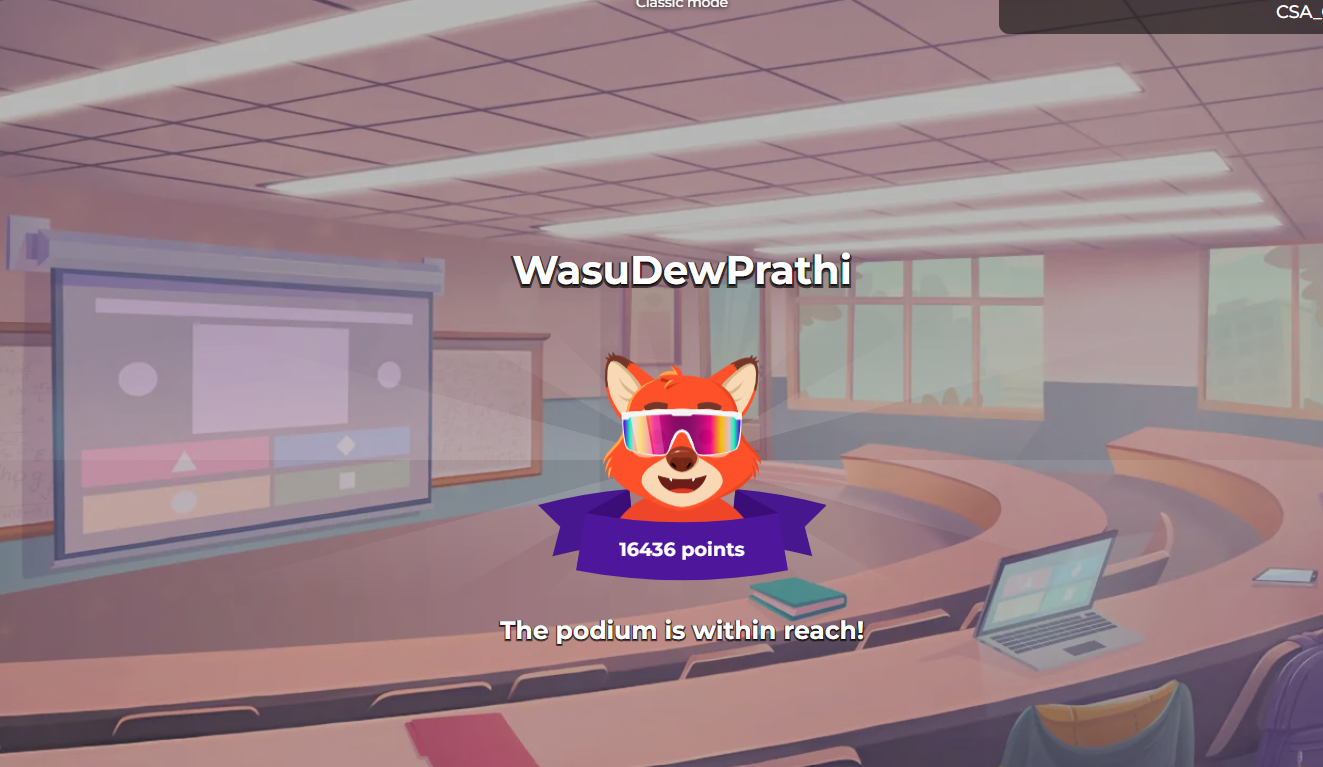 Classic mode
CSA_
WasuDewPrathi
16436 points
The podium is within reach!